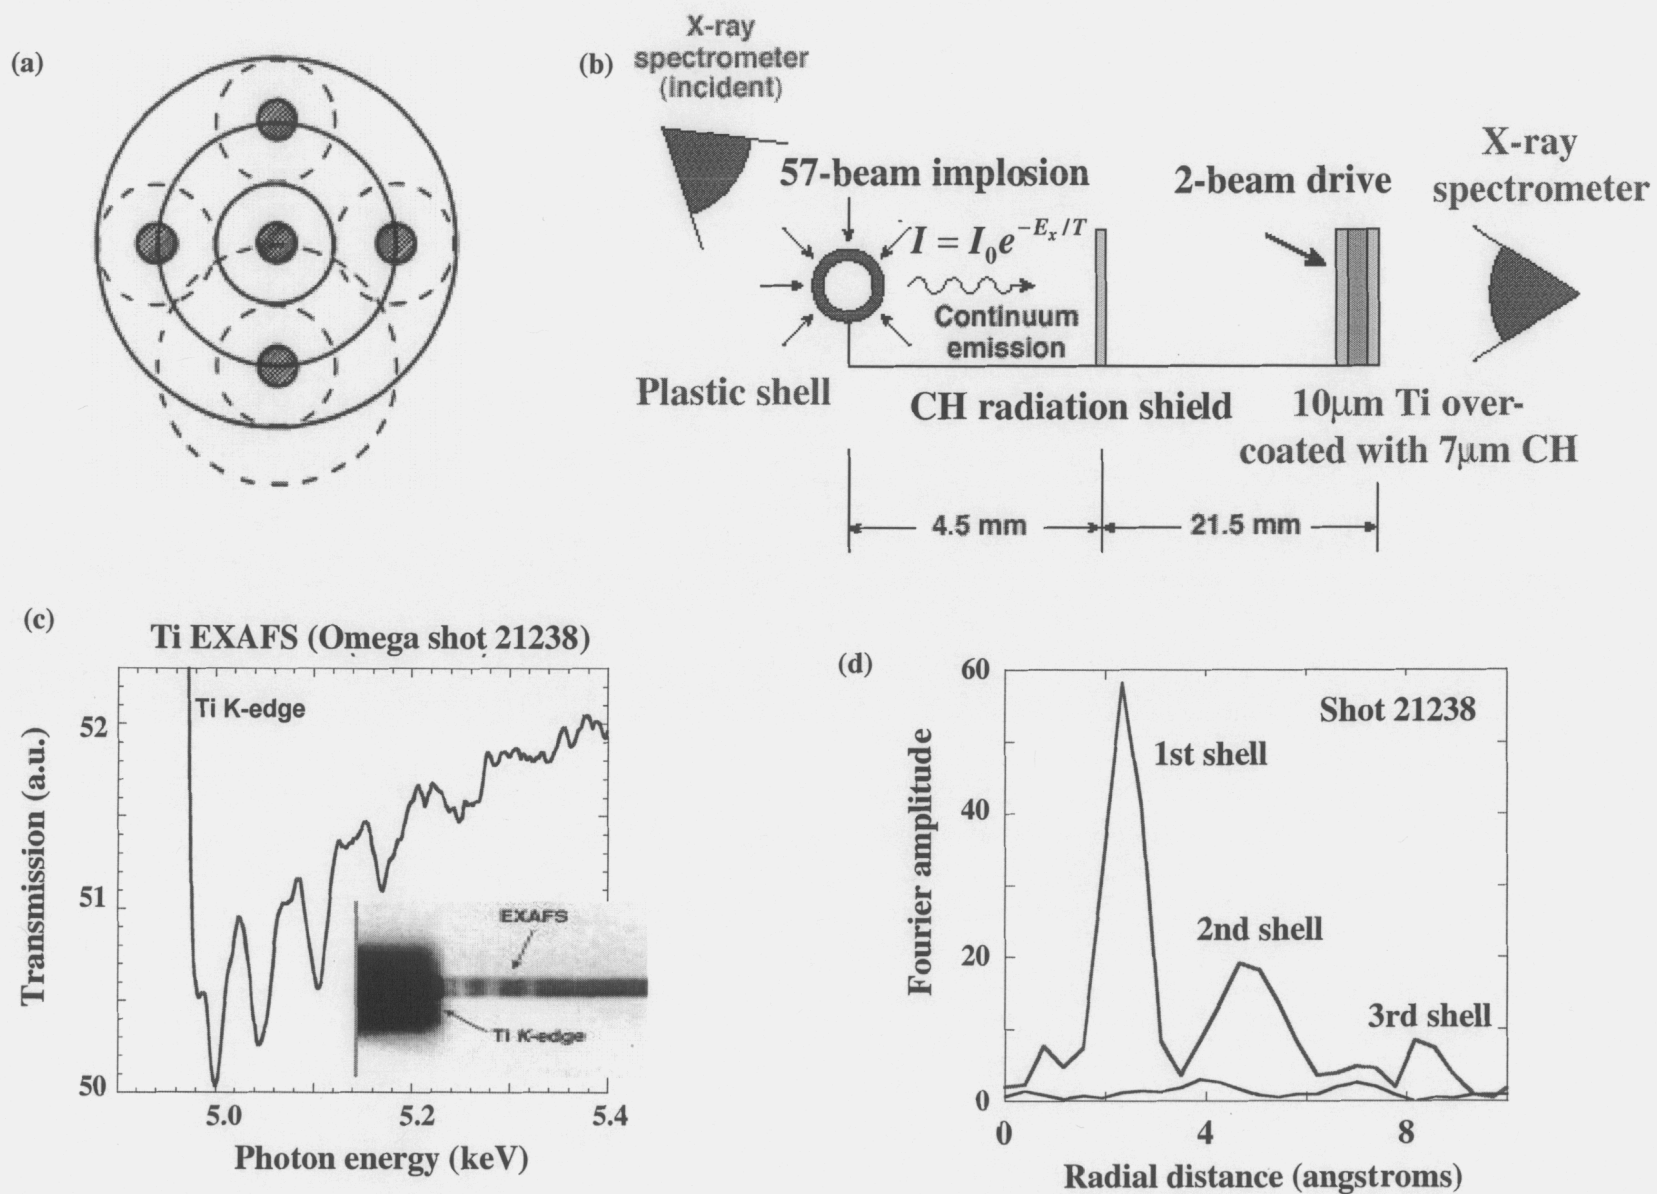 (a)
(b)
X-ray
spectrometer
(incident)
57-beam implosion
I = I₀e^{-Eₓ/T}
Continuum
emission
2-beam drive
X-ray
spectrometer
Plastic shell
CH radiation shield
10μm Ti over-
coated with 7μm CH
4.5 mm
21.5 mm
(c)
Ti EXAFS (Omega shot 21238)
Ti K-edge
52
51
50
Transmission (a.u.)
EXAFS
Ti K-edge
5.0
5.2
5.4
Photon energy (keV)
(d)
60
40
20
0
Fourier amplitude
Shot 21238
1st shell
2nd shell
3rd shell
0
4
8
Radial distance (angstroms)